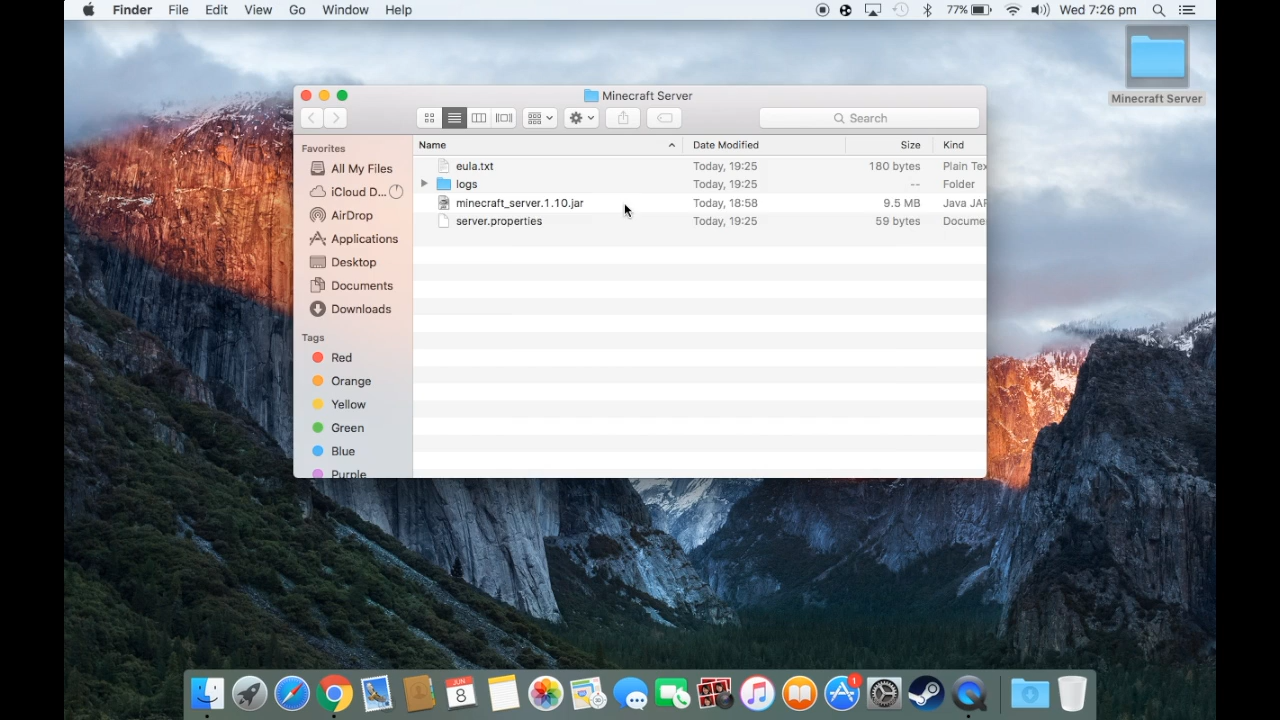 Finder File Edit View Go Window Help 77% Wed 7:26 pm
Minecraft Server
Minecraft Server
Search
Name Date Modified Size Kind
Favorites
All My Files
iCloud D...
AirDrop
Applications
Desktop
Documents
Downloads
Tags
Red
Orange
Yellow
Green
Blue
Purple
eula.txt Today, 19:25 180 bytes Plain Tex
logs Today, 19:25 -- Folder
minecraft_server.1.10.jar Today, 18:58 9.5 MB Java JAR
server.properties Today, 19:25 59 bytes Docume
JUN
8
1